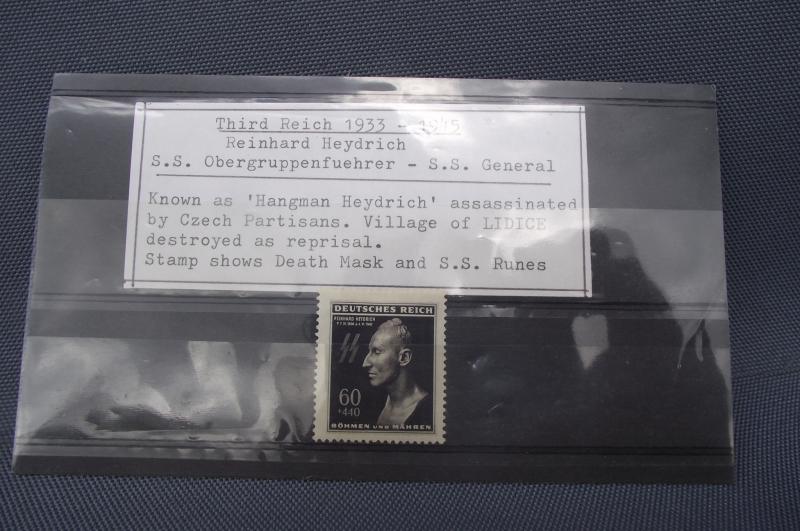 Third Reich 1933 - 1945
Reinhard Heydrich
S.S. Obergruppenfuehrer - S.S. General
Known as 'Hangman Heydrich' assassinated
by Czech Partisans. Village of LIDICE
destroyed as reprisal.
Stamp shows Death Mask and S.S. Runes
DEUTSCHES REICH
REINHARD HEYDRICH
60
+440
BÖHMEN UND MÄHREN